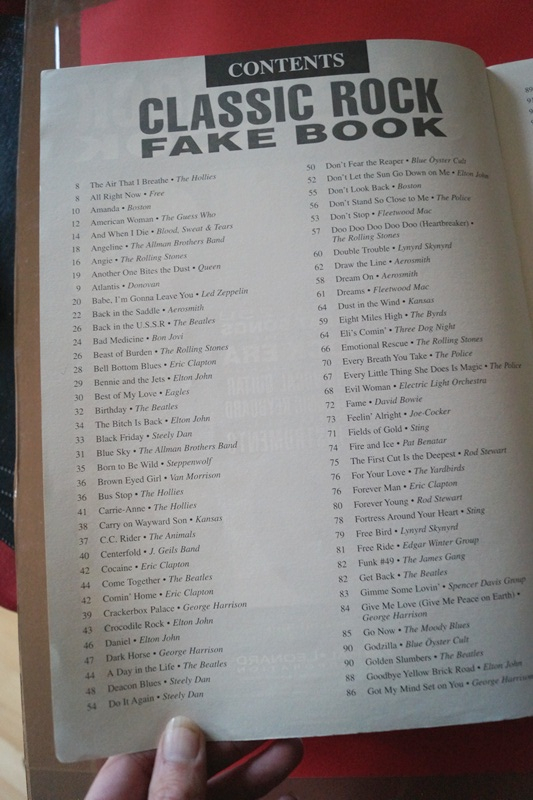 CONTENTS
CLASSIC ROCK
FAKE BOOK
8 The Air That I Breathe • The Hollies
8 All Right Now • Free
10 Amanda • Boston
12 American Woman • The Guess Who
14 And When I Die • Blood, Sweat & Tears
18 Angeline • The Allman Brothers Band
16 Angie • The Rolling Stones
19 Another One Bites the Dust • Queen
9 Atlantis • Donovan
20 Babe, I'm Gonna Leave You • Led Zeppelin
22 Back in the Saddle • Aerosmith
26 Back in the U.S.S.R • The Beatles
24 Bad Medicine • Bon Jovi
26 Beast of Burden • The Rolling Stones
28 Bell Bottom Blues • Eric Clapton
29 Bennie and the Jets • Elton John
30 Best of My Love • Eagles
32 Birthday • The Beatles
34 The Bitch Is Back • Elton John
33 Black Friday • Steely Dan
31 Blue Sky • The Allman Brothers Band
35 Born to Be Wild • Steppenwolf
36 Brown Eyed Girl • Van Morrison
36 Bus Stop • The Hollies
41 Carrie-Anne • The Hollies
38 Carry on Wayward Son • Kansas
37 C.C. Rider • The Animals
40 Centerfold • J. Geils Band
42 Cocaine • Eric Clapton
44 Come Together • The Beatles
42 Comin' Home • Eric Clapton
39 Crackerbox Palace • George Harrison
43 Crocodile Rock • Elton John
46 Daniel • Elton John
47 Dark Horse • George Harrison
44 A Day in the Life • The Beatles
48 Deacon Blues • Steely Dan
54 Do It Again • Steely Dan
50 Don't Fear the Reaper • Blue Öyster Cult
52 Don't Let the Sun Go Down on Me • Elton John
55 Don't Look Back • Boston
56 Don't Stand So Close to Me • The Police
53 Don't Stop • Fleetwood Mac
57 Doo Doo Doo Doo Doo (Heartbreaker) •
The Rolling Stones
60 Double Trouble • Lynyrd Skynyrd
62 Draw the Line • Aerosmith
58 Dream On • Aerosmith
61 Dreams • Fleetwood Mac
64 Dust in the Wind • Kansas
59 Eight Miles High • The Byrds
64 Eli's Comin' • Three Dog Night
66 Emotional Rescue • The Rolling Stones
70 Every Breath You Take • The Police
67 Every Little Thing She Does Is Magic • The Police
68 Evil Woman • Electric Light Orchestra
72 Fame • David Bowie
73 Feelin' Alright • Joe-Cocker
71 Fields of Gold • Sting
74 Fire and Ice • Pat Benatar
75 The First Cut Is the Deepest • Rod Stewart
76 For Your Love • The Yardbirds
76 Forever Man • Eric Clapton
80 Forever Young • Rod Stewart
78 Fortress Around Your Heart • Sting
79 Free Bird • Lynyrd Skynyrd
81 Free Ride • Edgar Winter Group
82 Funk #49 • The James Gang
82 Get Back • The Beatles
83 Gimme Some Lovin' • Spencer Davis Group
84 Give Me Love (Give Me Peace on Earth) •
George Harrison
85 Go Now • The Moody Blues
90 Godzilla • Blue Öyster Cult
90 Golden Slumbers • The Beatles
88 Goodbye Yellow Brick Road • Elton John
86 Got My Mind Set on You • George Harrison